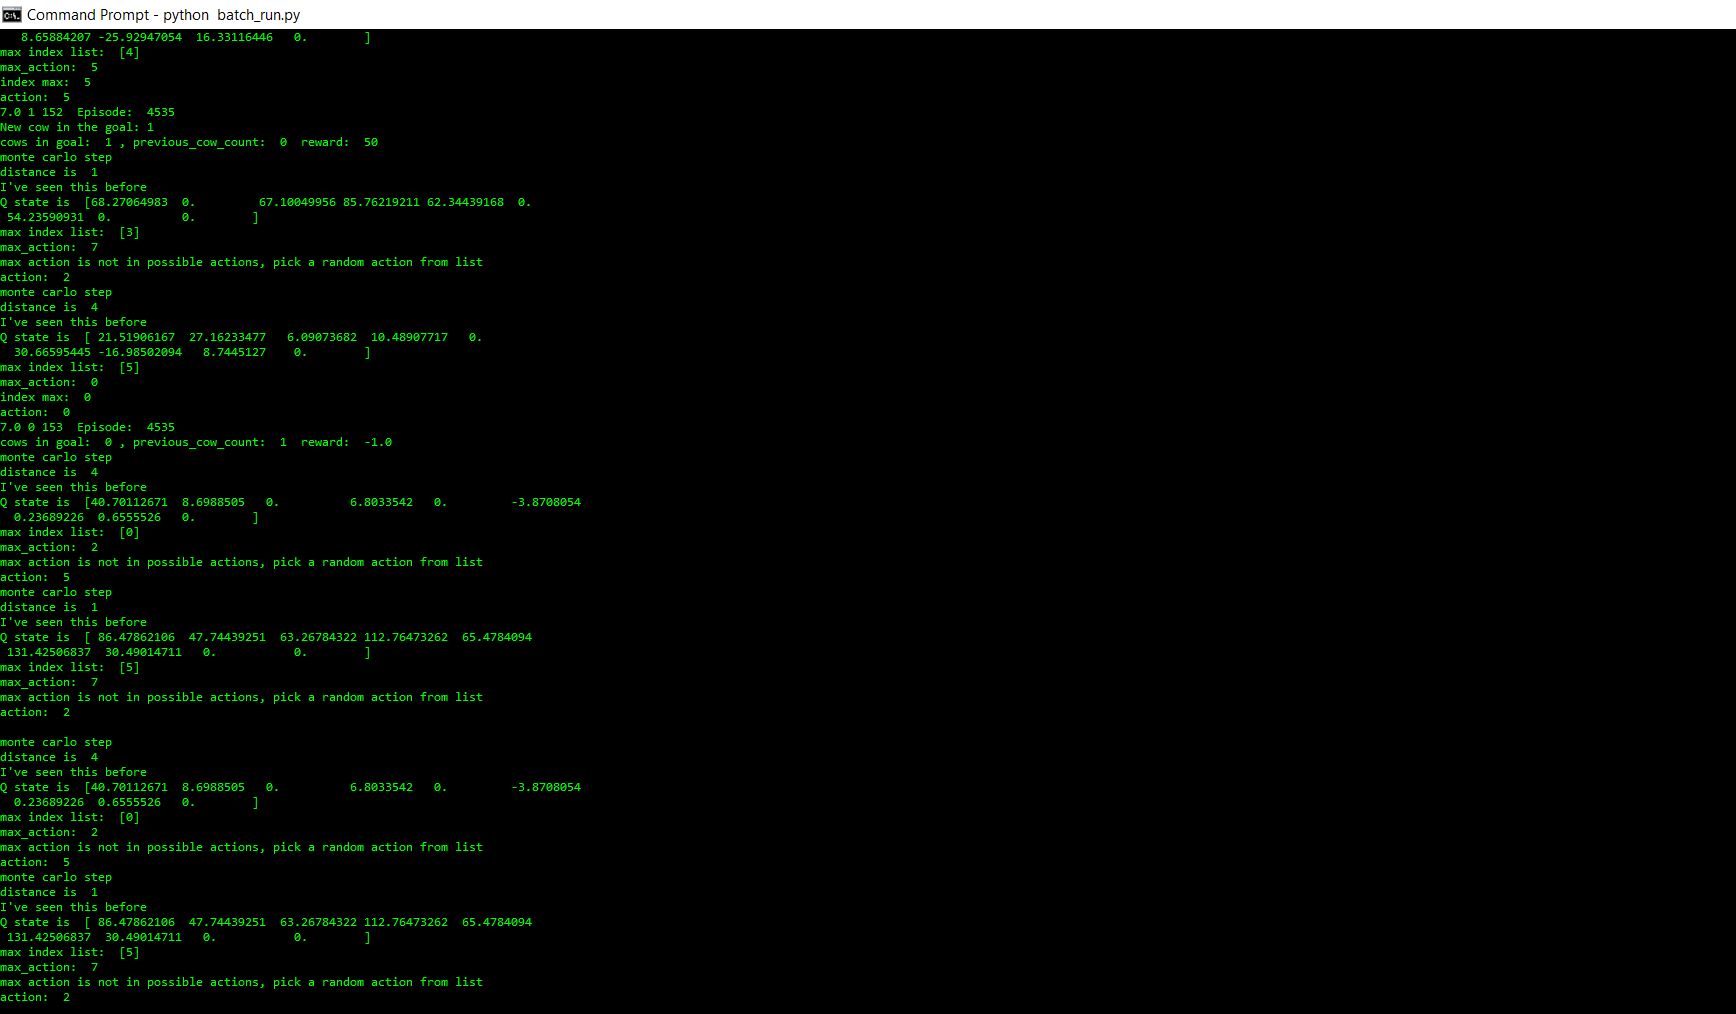 Command Prompt - python  batch_run.py
   8.65884207 -25.92947054  16.33116446   0.        ]
max index list:  [4]
max_action:  5
index max:  5
action:  5
7.0 1 152  Episode:  4535
New cow in the goal: 1
cows in goal:  1 , previous_cow_count:  0  reward:  50
monte carlo step
distance is  1
I've seen this before
Q state is  [68.27064983  0.         67.10049956 85.76219211 62.34439168  0.
 54.23590931  0.          0.        ]
max index list:  [3]
max_action:  7
max action is not in possible actions, pick a random action from list
action:  2
monte carlo step
distance is  4
I've seen this before
Q state is  [ 21.51906167  27.16233477   6.09073682  10.48907717   0.
  30.66595445 -16.98502094   8.7445127    0.        ]
max index list:  [5]
max_action:  0
index max:  0
action:  0
7.0 0 153  Episode:  4535
cows in goal:  0 , previous_cow_count:  1  reward:  -1.0
monte carlo step
distance is  4
I've seen this before
Q state is  [40.70112671  8.6988505   0.          6.8033542   0.         -3.8708054
  0.23689226  0.6555526   0.        ]
max index list:  [0]
max_action:  2
max action is not in possible actions, pick a random action from list
action:  5
monte carlo step
distance is  1
I've seen this before
Q state is  [ 86.47862106  47.74439251  63.26784322 112.76473262  65.4784094
 131.42506837  30.49014711   0.           0.        ]
max index list:  [5]
max_action:  7
max action is not in possible actions, pick a random action from list
action:  2
monte carlo step
distance is  4
I've seen this before
Q state is  [40.70112671  8.6988505   0.          6.8033542   0.         -3.8708054
  0.23689226  0.6555526   0.        ]
max index list:  [0]
max_action:  2
max action is not in possible actions, pick a random action from list
action:  5
monte carlo step
distance is  1
I've seen this before
Q state is  [ 86.47862106  47.74439251  63.26784322 112.76473262  65.4784094
 131.42506837  30.49014711   0.           0.        ]
max index list:  [5]
max_action:  7
max action is not in possible actions, pick a random action from list
action:  2